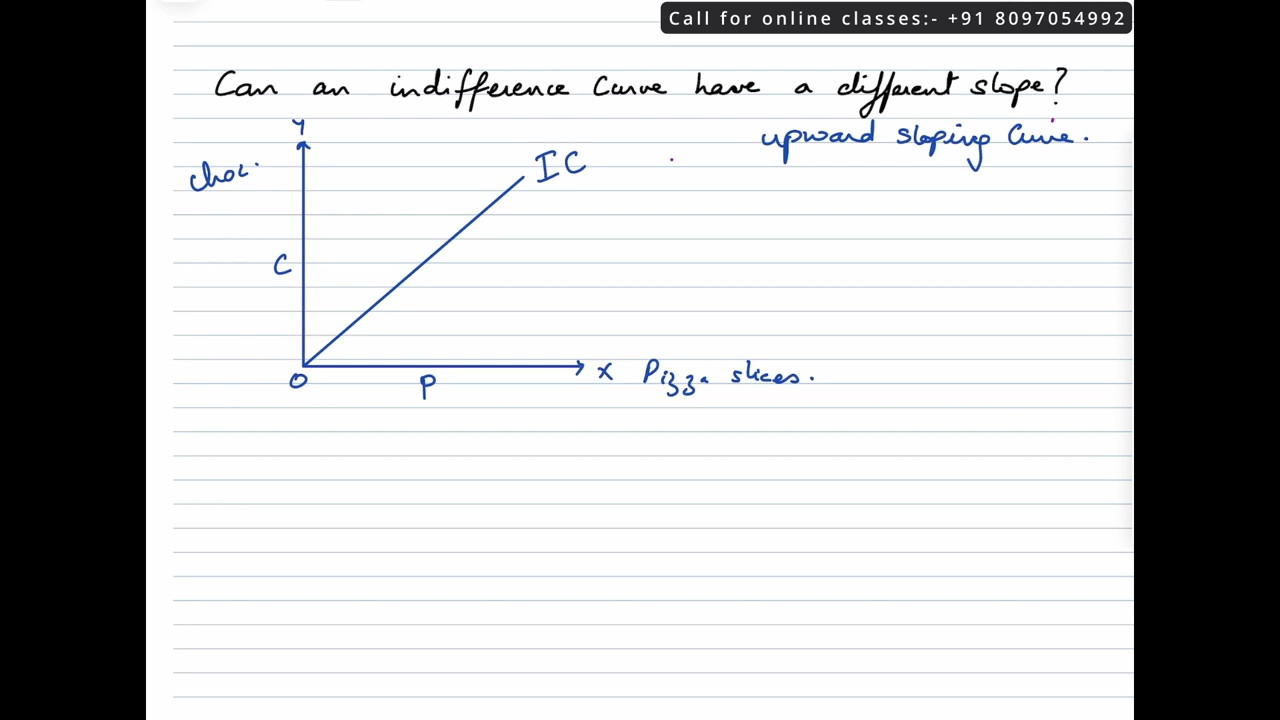 Call for online classes:- +91 8097054992
Can an indifference curve have a different slope?
upward sloping curve.
Y
choc.
IC
C
O
P
X Pizza slices.